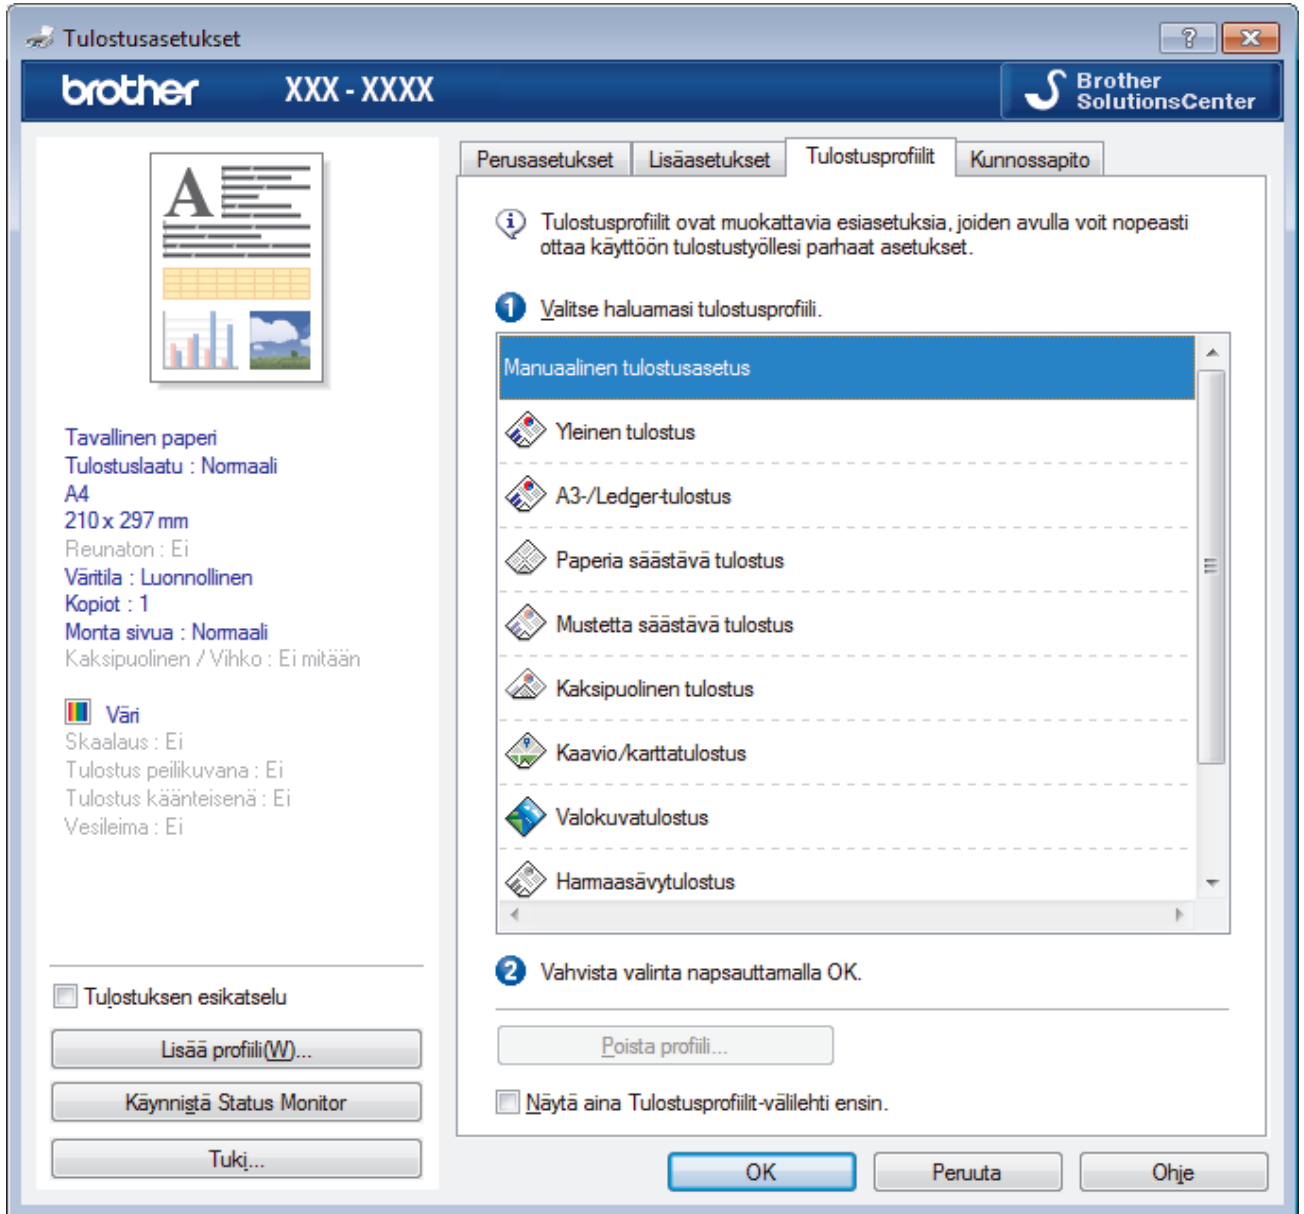 Tulostusasetukset
brother XXX - XXXX
Brother
SolutionsCenter
A
Tavallinen paperi
Tulostuslaatu : Normaali
A4
210 x 297 mm
Reunaton : Ei
Väritila : Luonnollinen
Kopiot : 1
Monta sivua : Normaali
Kaksipuolinen / Vihko : Ei mitään
Väri
Skaalaus : Ei
Tulostus peilikuvana : Ei
Tulostus käänteisenä : Ei
Vesileima : Ei
Tulostuksen esikatselu
Lisää profiili(W)...
Käynnistä Status Monitor
Tuki...
Perusasetukset
Lisäasetukset
Tulostusprofiilit
Kunnossapito
Tulostusprofiilit ovat muokattavia esiasetuksia, joiden avulla voit nopeasti
ottaa käyttöön tulostustyöllesi parhaat asetukset.
1 Valitse haluamasi tulostusprofiili.
Manuaalinen tulostusasetus
Yleinen tulostus
A3-/Ledger-tulostus
Paperia säästävä tulostus
Mustetta säästävä tulostus
Kaksipuolinen tulostus
Kaavio/karttatulostus
Valokuvatulostus
Harmaasävytulostus
2 Vahvista valinta napsauttamalla OK.
Poista profiili...
Näytä aina Tulostusprofiilit-välilehti ensin.
OK
Peruuta
Ohje